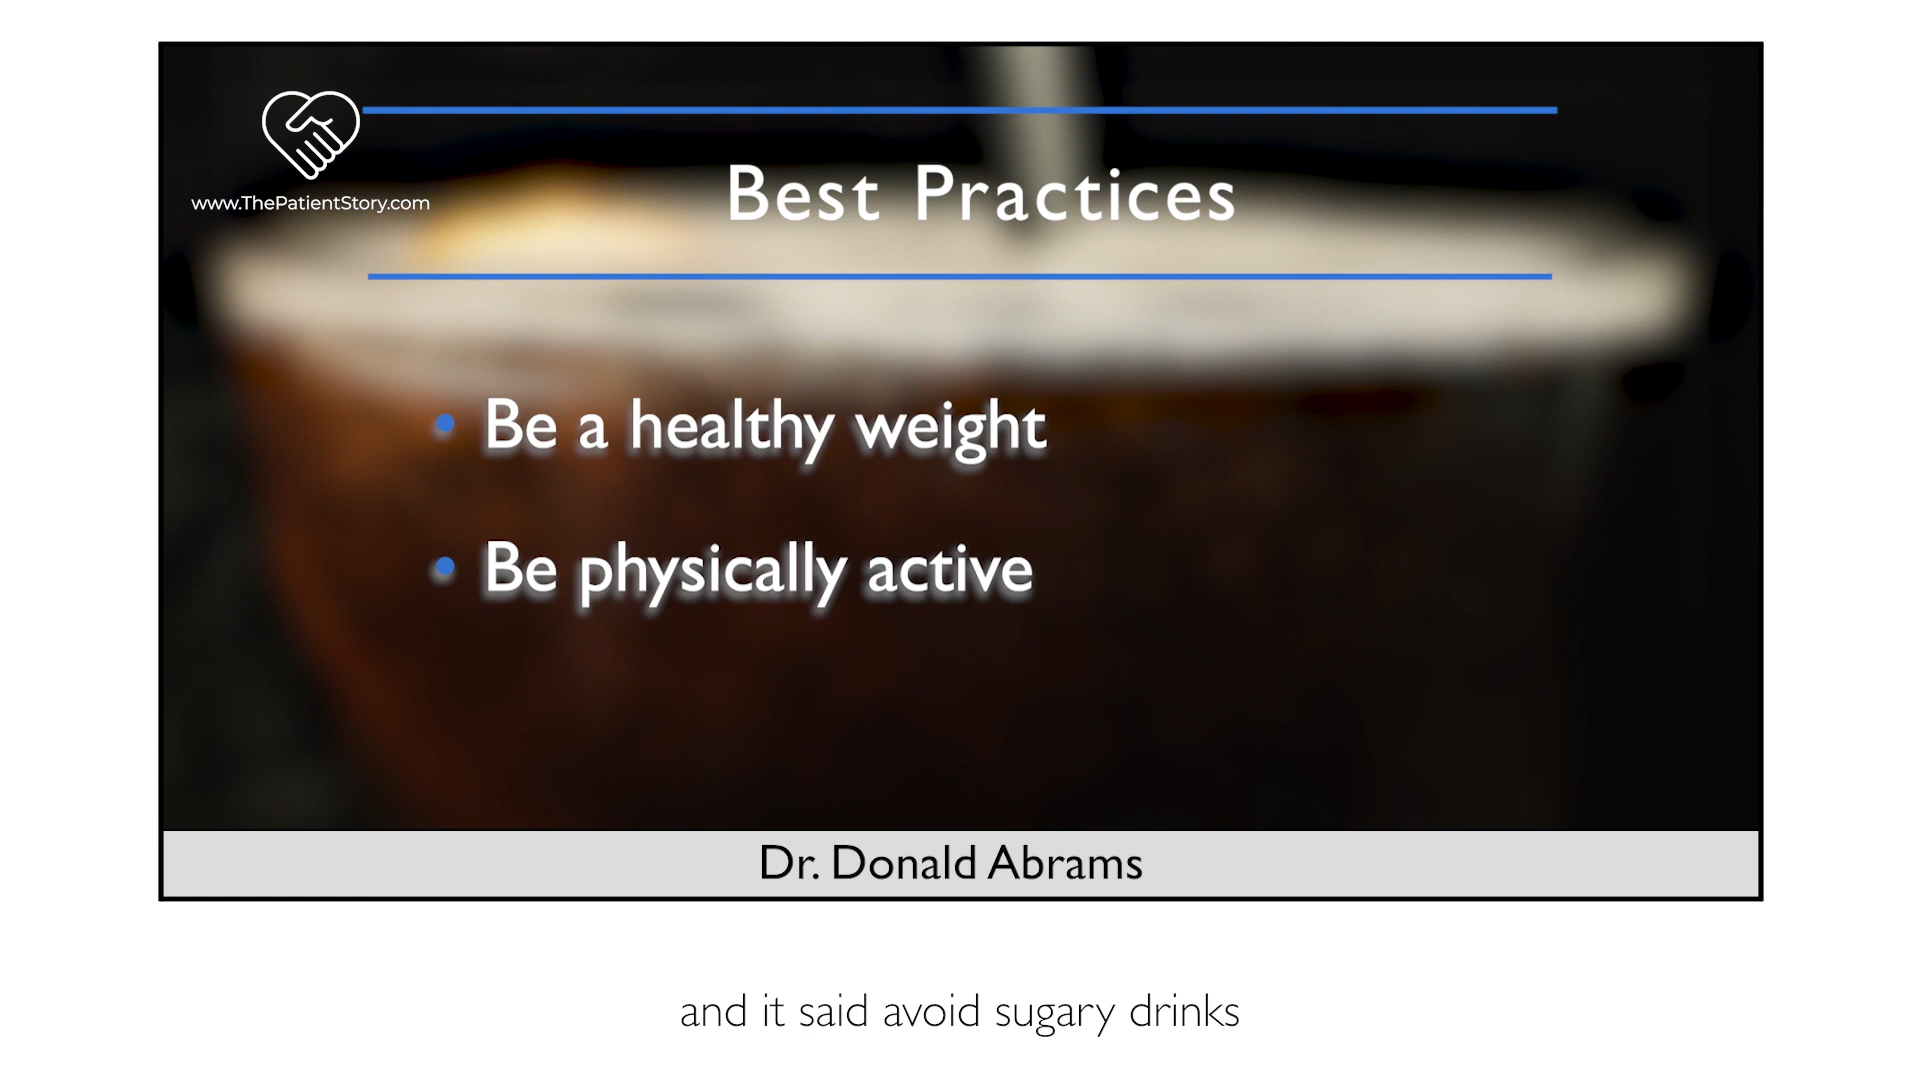 www.ThePatientStory.com
Best Practices
• Be a healthy weight
• Be physically active
Dr. Donald Abrams
and it said avoid sugary drinks